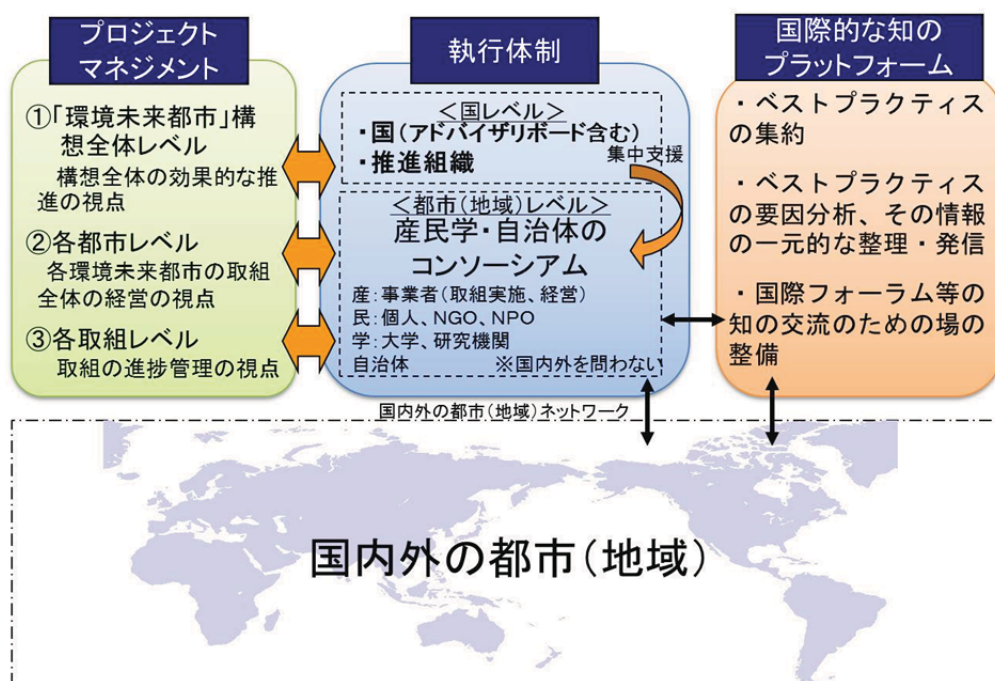 プロジェクト
マネジメント
①「環境未来都市」構
想全体レベル
構想全体の効果的な推
進の視点
②各都市レベル
各環境未来都市の取組
全体の経営の視点
③各取組レベル
取組の進捗管理の視点
執行体制
＜国レベル＞
・国（アドバイザリボード含む）
・推進組織
集中支援
＜都市（地域）レベル＞
産民学・自治体の
コンソーシアム
産：事業者（取組実施、経営）
民：個人、NGO、NPO
学：大学、研究機関
自治体　※国内外を問わない
国際的な知の
プラットフォーム
・ベストプラクティス
の集約
・ベストプラクティス
の要因分析、その情報
の一元的な整理・発信
・国際フォーラム等の
知の交流のための場の
整備
国内外の都市（地域）ネットワーク
国内外の都市（地域）